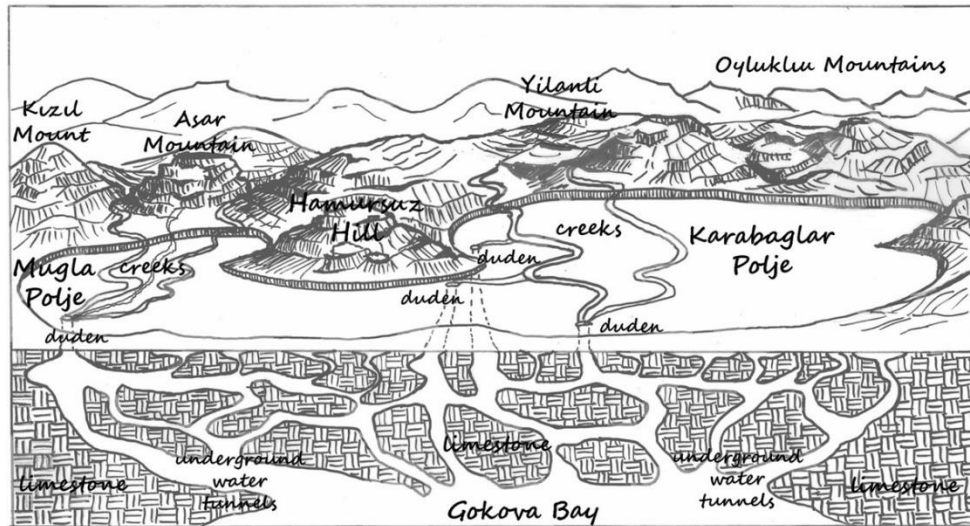 Oyluklu Mountains
Yilanli
Mountain
Kizil
Mount
Asar
Mountain
Hamursuz
Hill
creeks
Karabaglar
Polje
Mugla
Polje
creeks
duden
duden
duden
duden
limestone
underground
water
tunnels
underground
water
tunnels
limestone
limestone
Gokova Bay